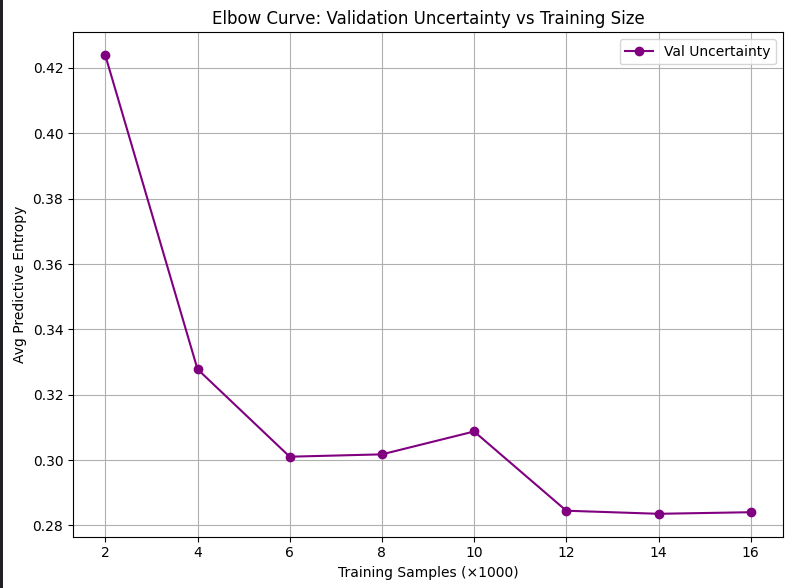 Elbow Curve: Validation Uncertainty vs Training Size
Val Uncertainty
Avg Predictive Entropy
0.42
0.40
0.38
0.36
0.34
0.32
0.30
0.28
2 4 6 8 10 12 14 16
Training Samples (×1000)